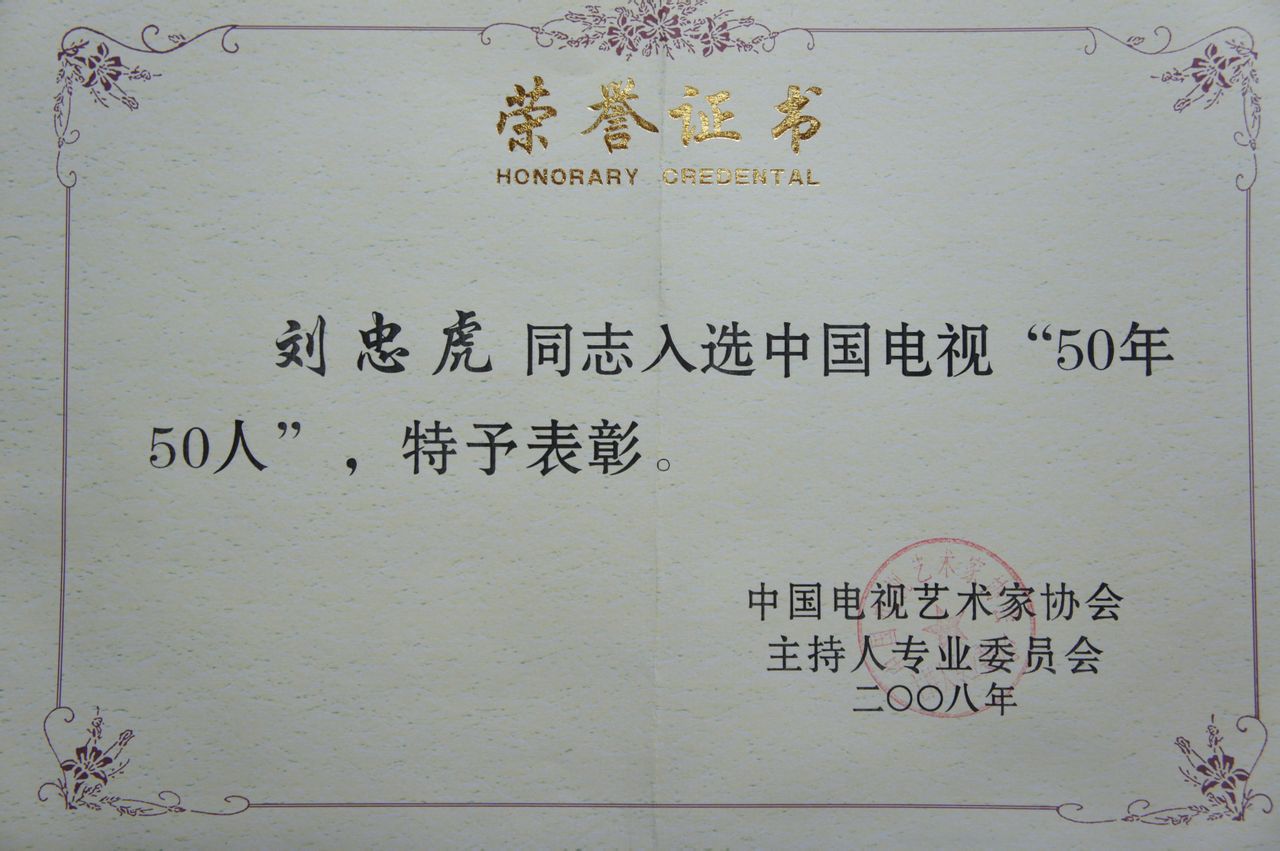 荣誉证书
HONORARY CREDENTAL
刘忠虎 同志入选中国电视“50年
50人”，特予表彰。
中国电视艺术家协会
主持人专业委员会
二〇〇八年